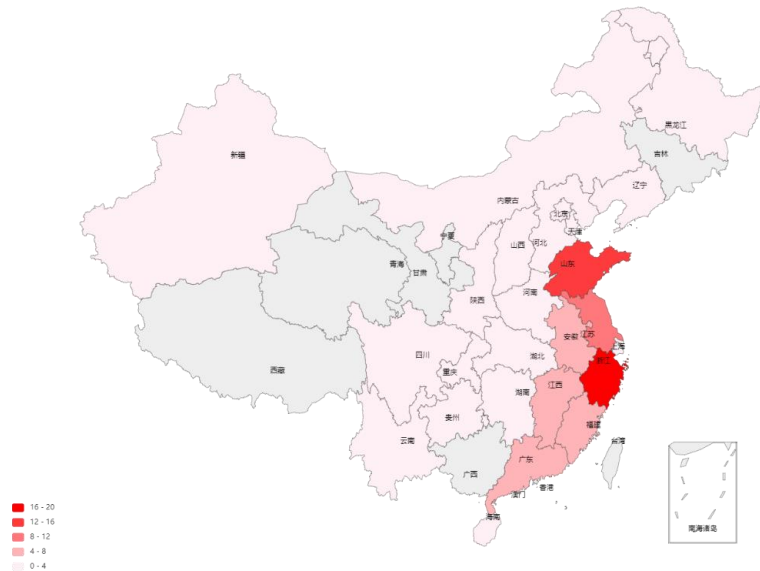 黑龙江
吉林
新疆
辽宁
内蒙古
北京
天津
宁夏
山西
河北
青海
甘肃
山东
陕西
河南
江苏
安徽
上海
浙江
四川
湖北
重庆
西藏
湖南
江西
贵州
福建
云南
台湾
广东
广西
香港
澳门
海南
南海诸岛
16 - 20
12 - 16
8 - 12
4 - 8
0 - 4